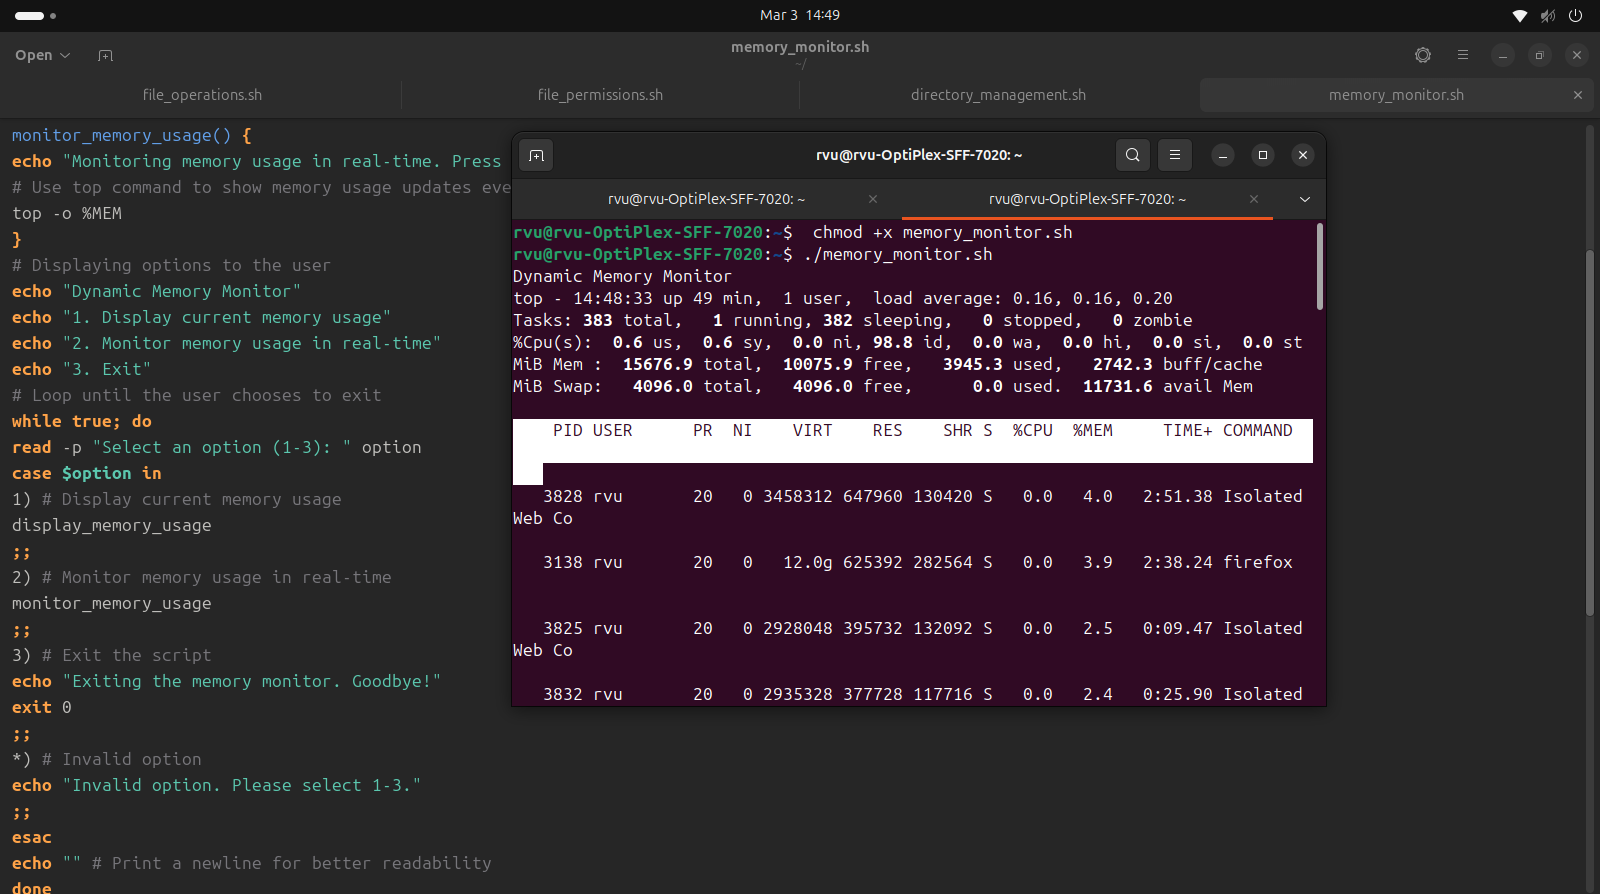 Mar 3 14:49
Open
memory_monitor.sh
~/
file_operations.sh
file_permissions.sh
directory_management.sh
memory_monitor.sh
monitor_memory_usage() {
echo "Monitoring memory usage in real-time. Press
# Use top command to show memory usage updates eve
top -o %MEM
}
# Displaying options to the user
echo "Dynamic Memory Monitor"
echo "1. Display current memory usage"
echo "2. Monitor memory usage in real-time"
echo "3. Exit"
# Loop until the user chooses to exit
while true; do
read -p "Select an option (1-3): " option
case $option in
1) # Display current memory usage
display_memory_usage
;;
2) # Monitor memory usage in real-time
monitor_memory_usage
;;
3) # Exit the script
echo "Exiting the memory monitor. Goodbye!"
exit 0
;;
*) # Invalid option
echo "Invalid option. Please select 1-3."
;;
esac
echo "" # Print a newline for better readability
done
rvu@rvu-OptiPlex-SFF-7020: ~
rvu@rvu-OptiPlex-SFF-7020: ~
rvu@rvu-OptiPlex-SFF-7020: ~
rvu@rvu-OptiPlex-SFF-7020:~$  chmod +x memory_monitor.sh
rvu@rvu-OptiPlex-SFF-7020:~$ ./memory_monitor.sh
Dynamic Memory Monitor
top - 14:48:33 up 49 min,  1 user,  load average: 0.16, 0.16, 0.20
Tasks: 383 total,   1 running, 382 sleeping,   0 stopped,   0 zombie
%Cpu(s):  0.6 us,  0.6 sy,  0.0 ni, 98.8 id,  0.0 wa,  0.0 hi,  0.0 si,  0.0 st
MiB Mem :  15676.9 total,  10075.9 free,   3945.3 used,   2742.3 buff/cache
MiB Swap:   4096.0 total,   4096.0 free,      0.0 used.  11731.6 avail Mem
PID USER      PR  NI    VIRT    RES    SHR S  %CPU  %MEM     TIME+ COMMAND
3828 rvu       20   0 3458312 647960 130420 S   0.0   4.0   2:51.38 Isolated
Web Co
3138 rvu       20   0   12.0g 625392 282564 S   0.0   3.9   2:38.24 firefox
3825 rvu       20   0 2928048 395732 132092 S   0.0   2.5   0:09.47 Isolated
Web Co
3832 rvu       20   0 2935328 377728 117716 S   0.0   2.4   0:25.90 Isolated